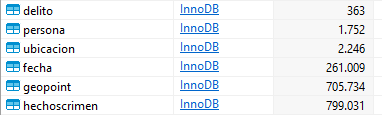 delito InnoDB 363
persona InnoDB 1.752
ubicacion InnoDB 2.246
fecha InnoDB 261.009
geopoint InnoDB 705.734
hechoscrimen InnoDB 799.031